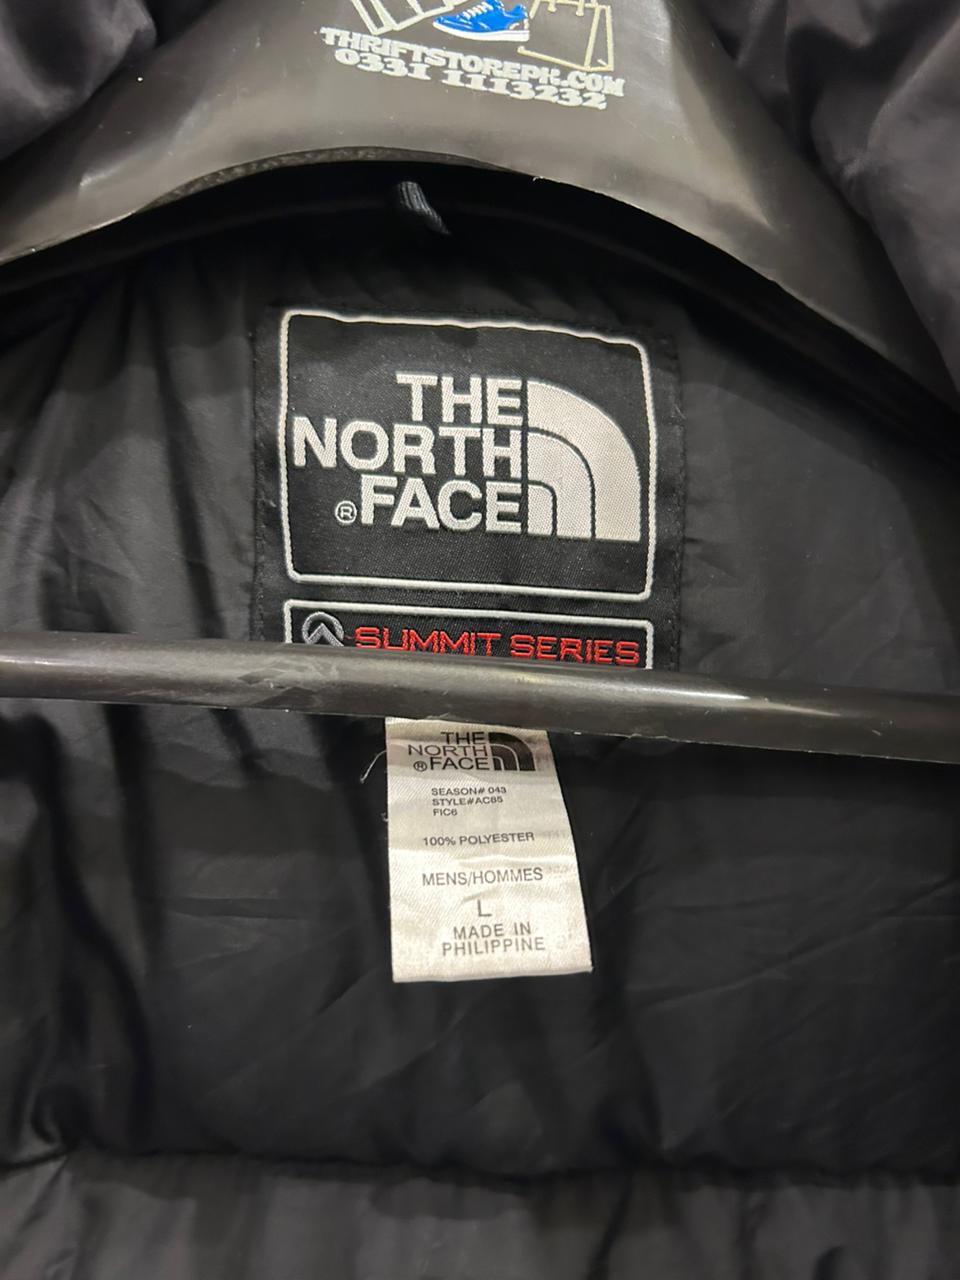 THRIFTSTOREPK.COM
0331 1113232
THE
NORTH
®FACE
SUMMIT SERIES
THE
NORTH
®FACE
SEASON# 043
STYLE#AC85
FIC6
100% POLYESTER
MENS/HOMMES
L
MADE IN
PHILIPPINE